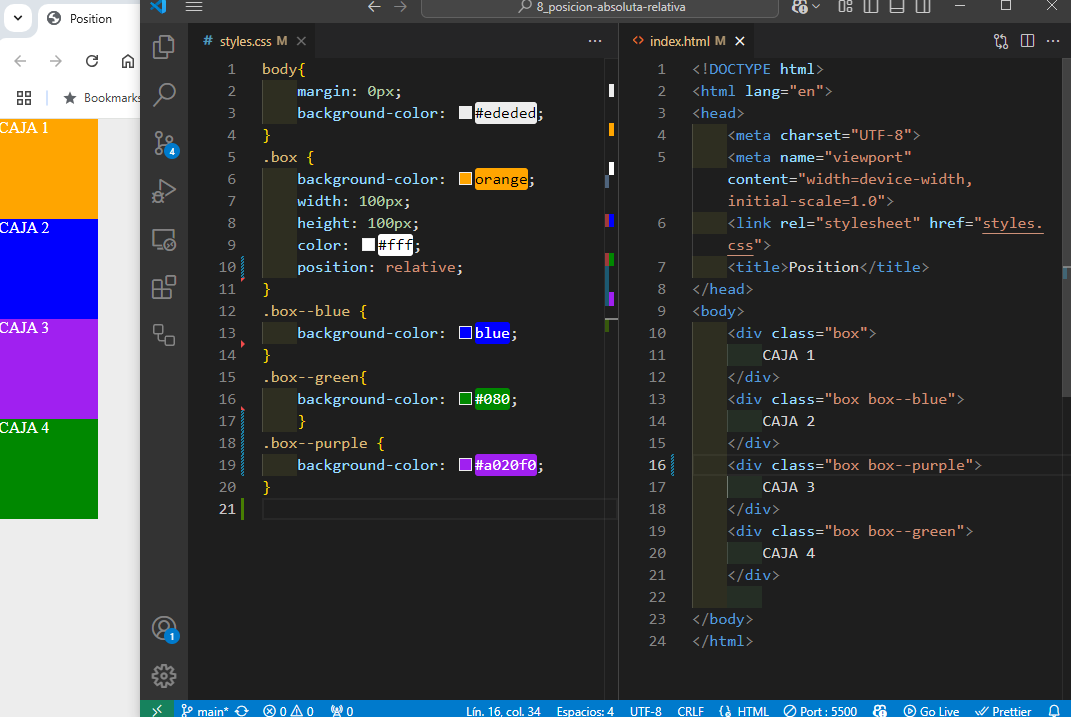 8_posicion-absoluta-relativa
Position
Bookmarks
CAJA 1
CAJA 2
CAJA 3
CAJA 4
4
1
# styles.css M
1 body{
2 margin: 0px;
3 background-color: #ededed;
4 }
5 .box {
6 background-color: orange;
7 width: 100px;
8 height: 100px;
9 color: #fff;
10 position: relative;
11 }
12 .box--blue {
13 background-color: blue;
14 }
15 .box--green{
16 background-color: #080;
17 }
18 .box--purple {
19 background-color: #a020f0;
20 }
21
<> index.html M
1 <!DOCTYPE html>
2 <html lang="en">
3 <head>
4 <meta charset="UTF-8">
5 <meta name="viewport"
content="width=device-width,
initial-scale=1.0">
6 <link rel="stylesheet" href="styles.
css">
7 <title>Position</title>
8 </head>
9 <body>
10 <div class="box">
11 CAJA 1
12 </div>
13 <div class="box box--blue">
14 CAJA 2
15 </div>
16 <div class="box box--purple">
17 CAJA 3
18 </div>
19 <div class="box box--green">
20 CAJA 4
21 </div>
22
23 </body>
24 </html>
main* 0 0 0 Lín. 16, col. 34 Espacios: 4 UTF-8 CRLF {} HTML Port : 5500 Go Live Prettier